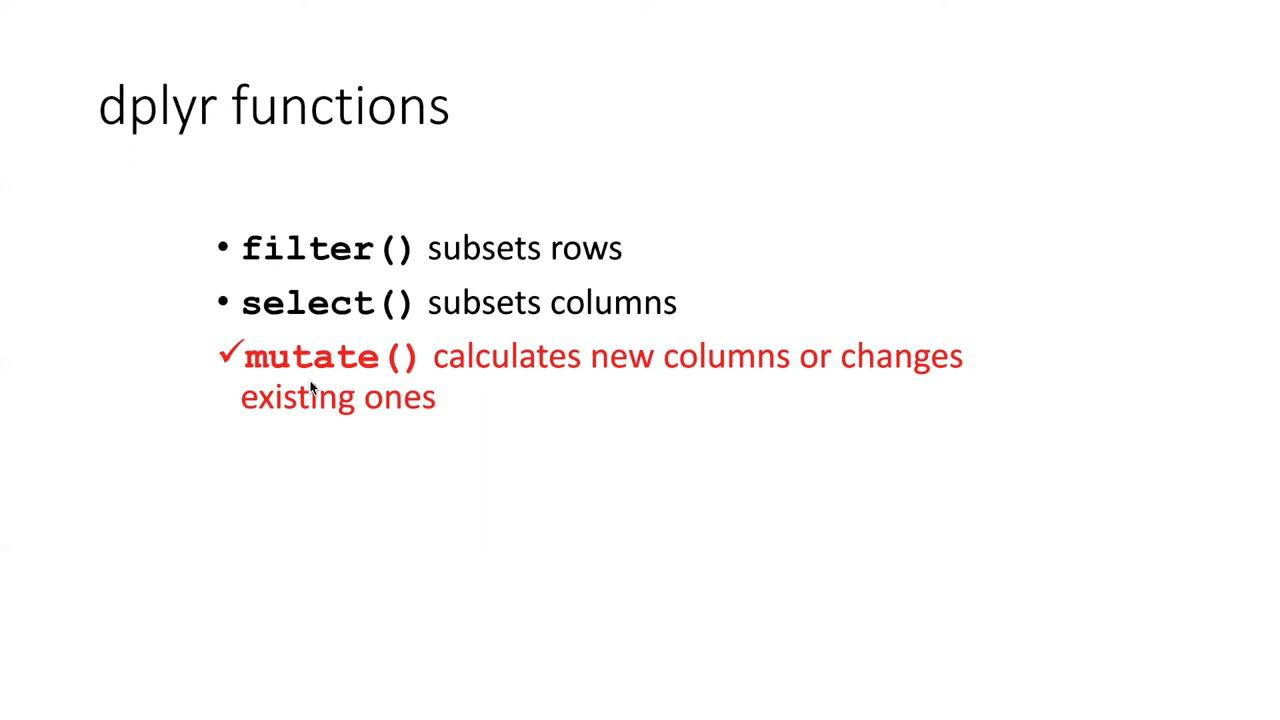 dplyr functions
• filter() subsets rows
• select() subsets columns
✓mutate() calculates new columns or changes
existing ones